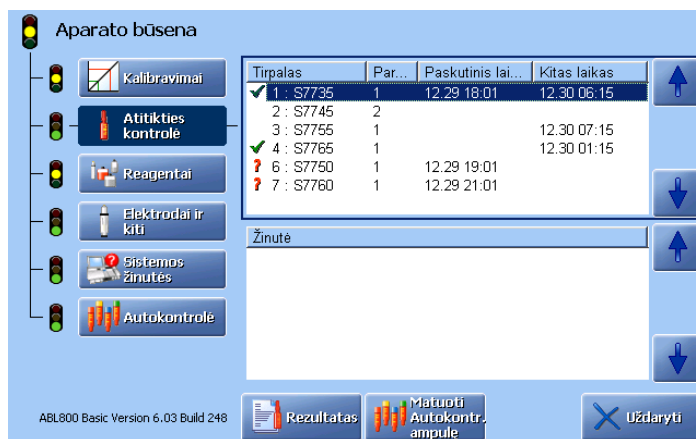 Aparato būsena
Kalibravimai
Atitikties
kontrolė
Reagentai
Elektrodai ir
kiti
Sistemos
žinutės
Autokontrolė
Tirpalas Par... Paskutinis lai... Kitas laikas
1 : S7735 1 12.29 18:01 12.30 06:15
2 : S7745 2
3 : S7755 1 12.30 07:15
4 : S7765 1 12.30 01:15
? 6 : S7750 1 12.29 19:01
? 7 : S7760 1 12.29 21:01
Žinutė
ABL800 Basic Version 6.03 Build 248
Rezultatas
Matuoti
Autokontr.
ampulę
Uždaryti